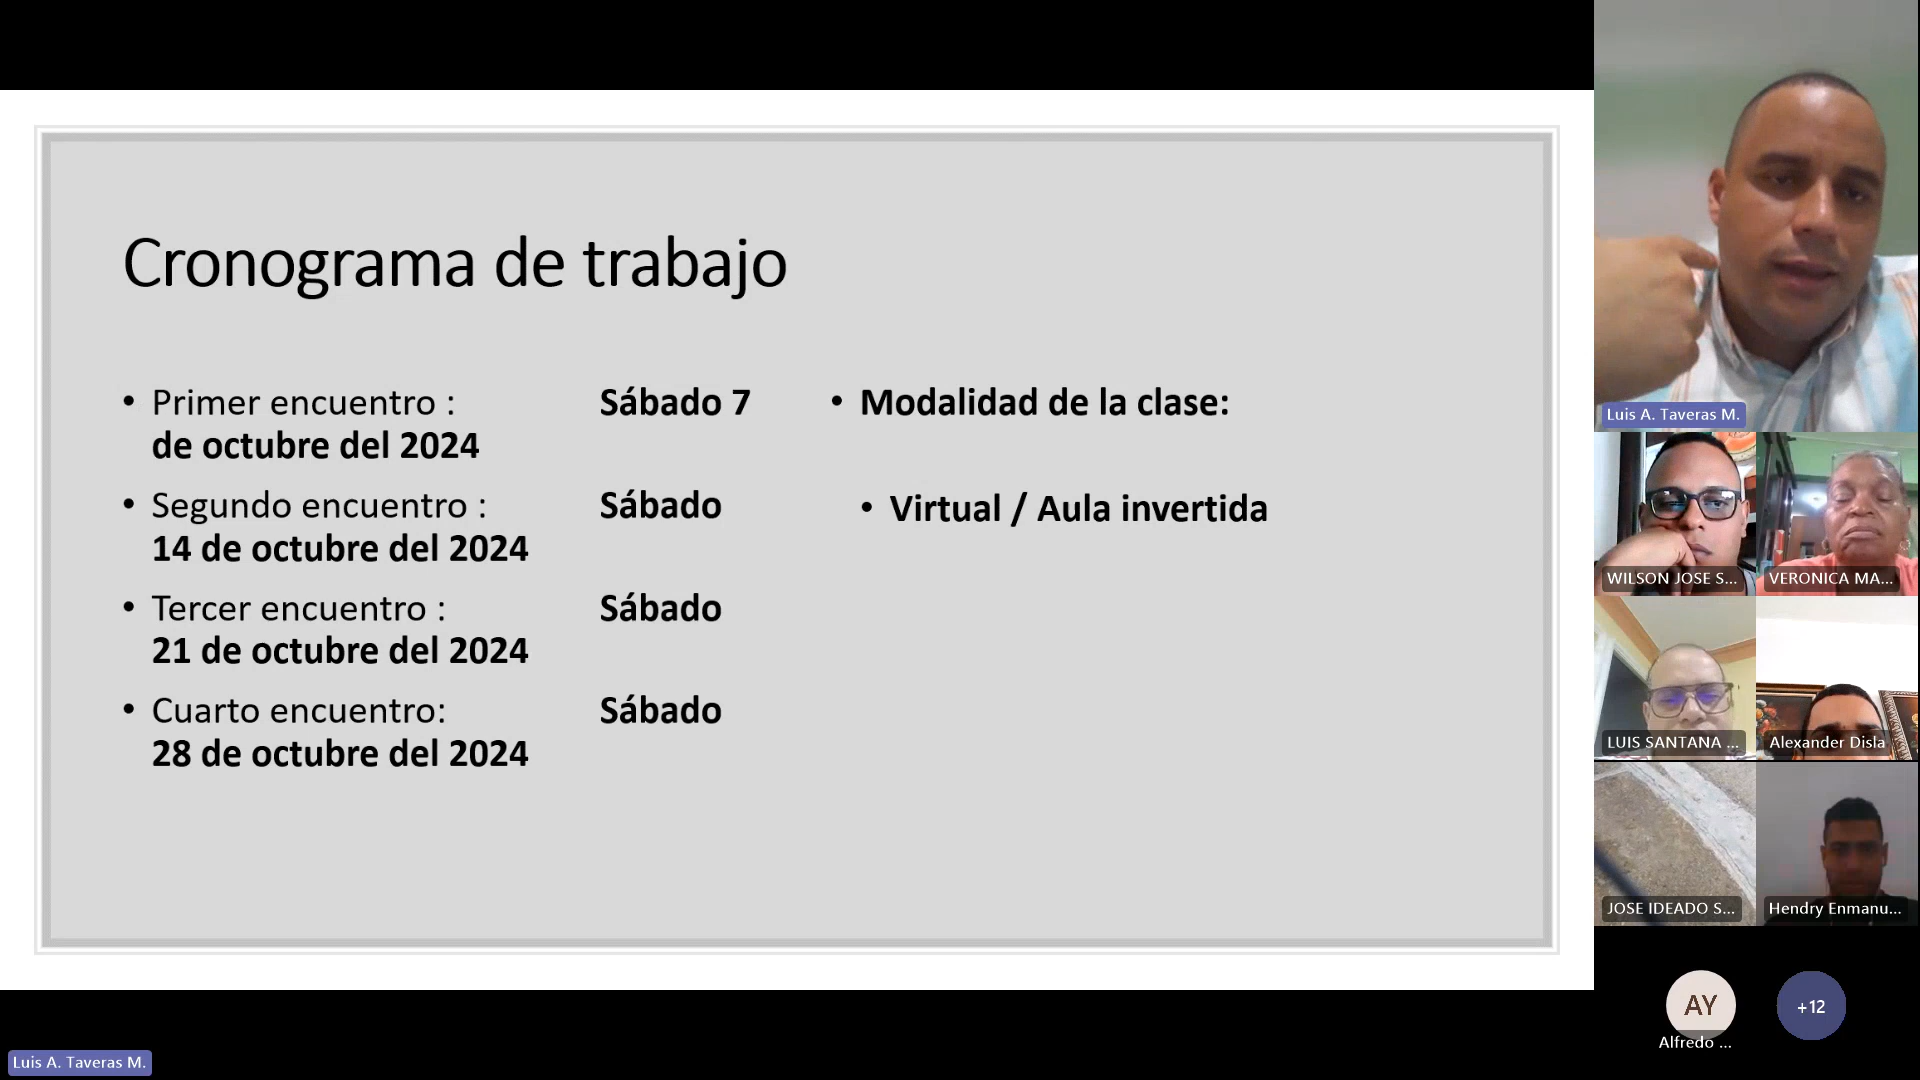 Cronograma de trabajo
• Primer encuentro : Sábado 7
de octubre del 2024
• Segundo encuentro : Sábado
14 de octubre del 2024
• Tercer encuentro : Sábado
21 de octubre del 2024
• Cuarto encuentro: Sábado
28 de octubre del 2024
• Modalidad de la clase:
• Virtual / Aula invertida
Luis A. Taveras M.
WILSON JOSE S...
VERONICA MA...
LUIS SANTANA ...
Alexander Disla
JOSE IDEADO S...
Hendry Enmanu...
AY
Alfredo ...
+12
Luis A. Taveras M.